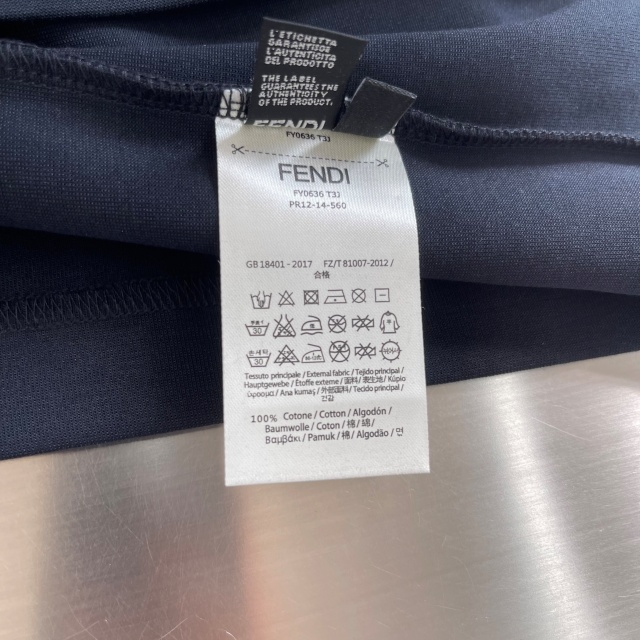 L'ETICHETTA
GARANTISCE
L'AUTENTICITA
DEL PRODOTTO
THE LABEL
GUARANTEES THE
AUTHENTICITY
OF THE PRODUCT.
FENDI
FY0636 T3J
FENDI
FY0636 T3J
PR12-14-560
GB 18401 - 2017 FZ/T 81007-2012 /
合格
30
30
Tessuto principale / External fabric / Tejido principal /
Hauptgewebe / Étoffe externe / 面料 / 表生地 / Κύριο
ύφασμα / Ana kumaş / 外部面料 / Tecido principal /
겉감
100% Cotone / Cotton / Algodón /
Baumwolle / Coton / 棉 / 綿 /
Βαμβάκι / Pamuk / 棉 / Algodão / 면